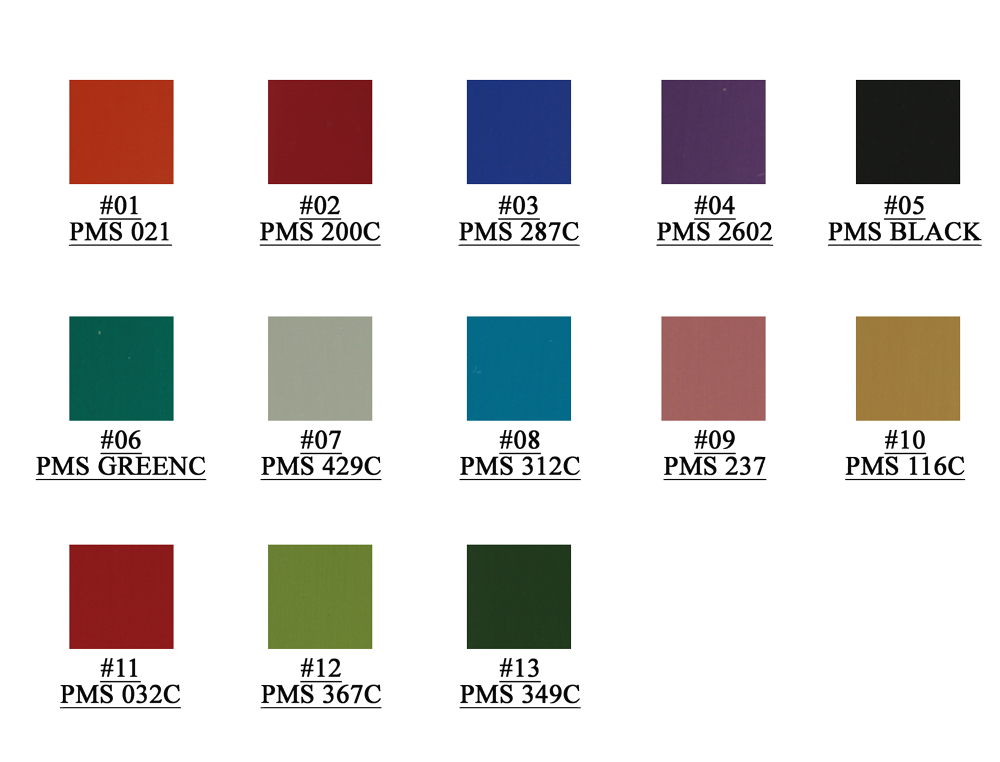 #01
PMS 021
#02
PMS 200C
#03
PMS 287C
#04
PMS 2602
#05
PMS BLACK
#06
PMS GREENC
#07
PMS 429C
#08
PMS 312C
#09
PMS 237
#10
PMS 116C
#11
PMS 032C
#12
PMS 367C
#13
PMS 349C